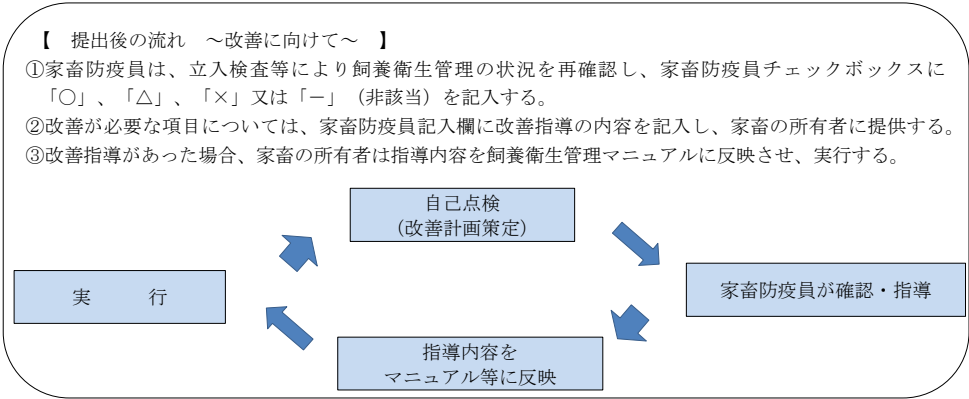 【　提出後の流れ　～改善に向けて～　】
①家畜防疫員は、立入検査等により飼養衛生管理の状況を再確認し、家畜防疫員チェックボックスに
「○」、「△」、「×」又は「－」（非該当）を記入する。
②改善が必要な項目については、家畜防疫員記入欄に改善指導の内容を記入し、家畜の所有者に提供する。
③改善指導があった場合、家畜の所有者は指導内容を飼養衛生管理マニュアルに反映させ、実行する。
自己点検
（改善計画策定）
家畜防疫員が確認・指導
指導内容を
マニュアル等に反映
実　　　行